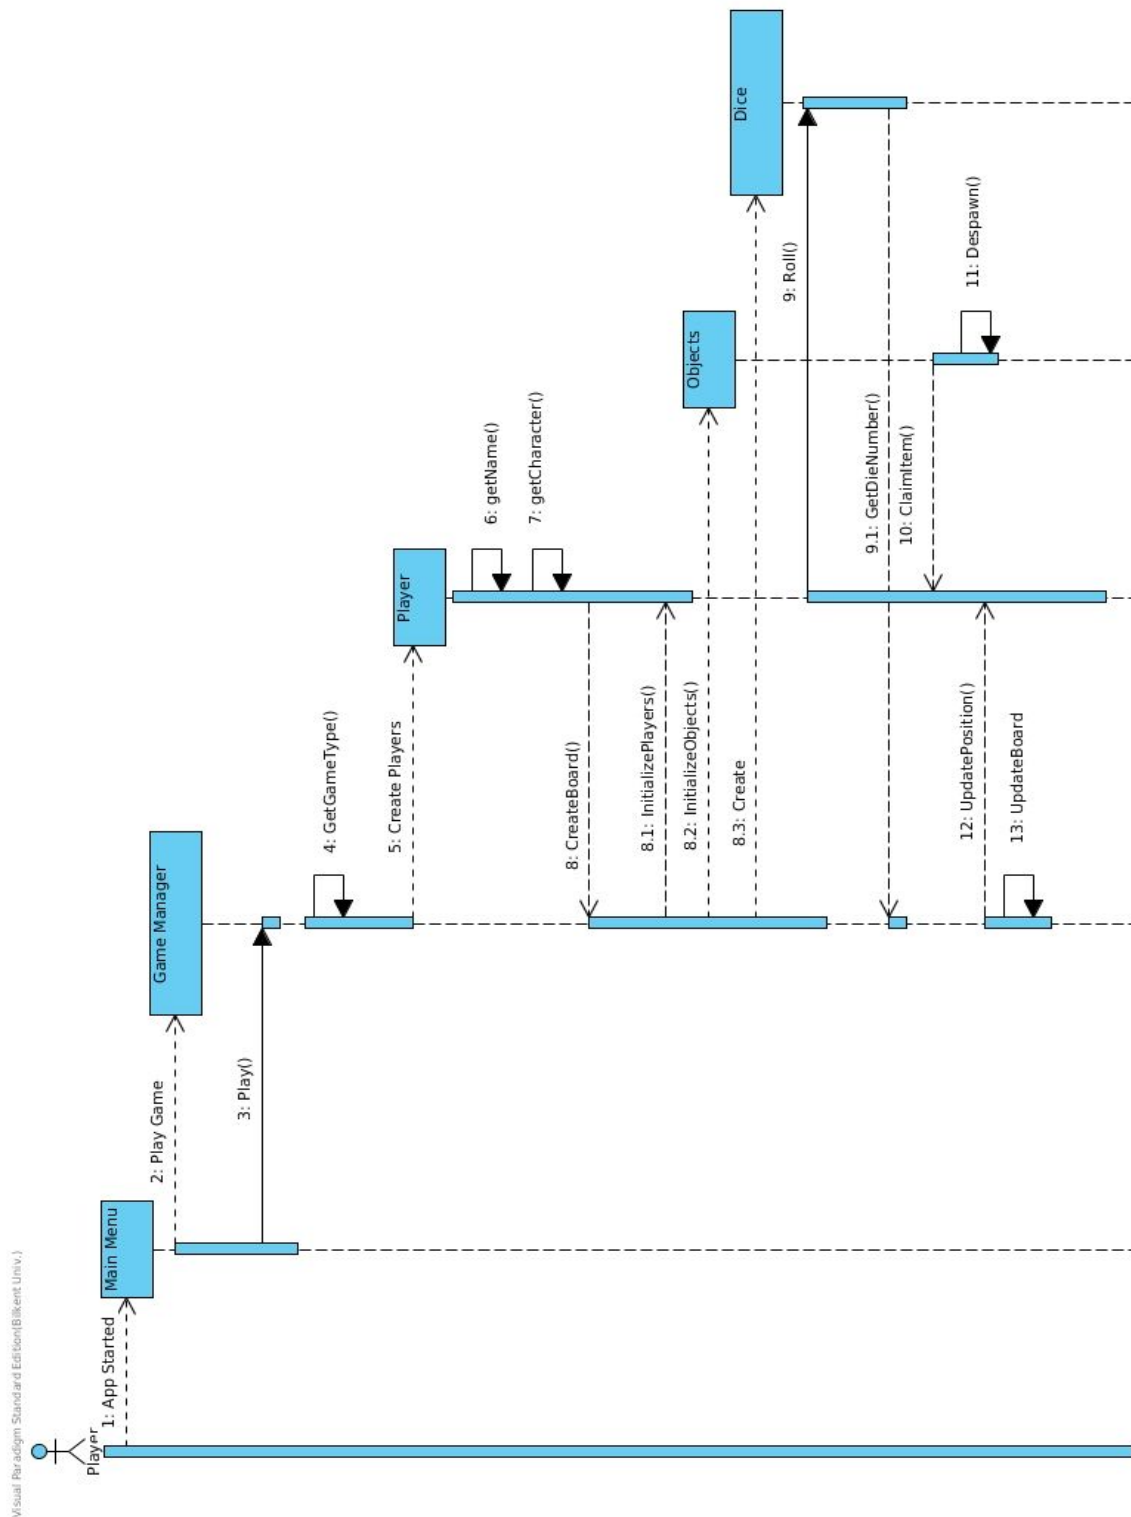 Visual Paradigm Standard Edition(Bilkent Univ.)
Player
1: App Started
Main Menu
2: Play Game
Game Manager
3: Play()
4: GetGameType()
5: Create Players
Player
6: getName()
7: getCharacter()
8: CreateBoard()
8.1: InitializePlayers()
8.2: InitializeObjects()
Objects
8.3: Create
Dice
9: Roll()
9.1: GetDieNumber()
10: ClaimItem()
11: Despawn()
12: UpdatePosition()
13: UpdateBoard